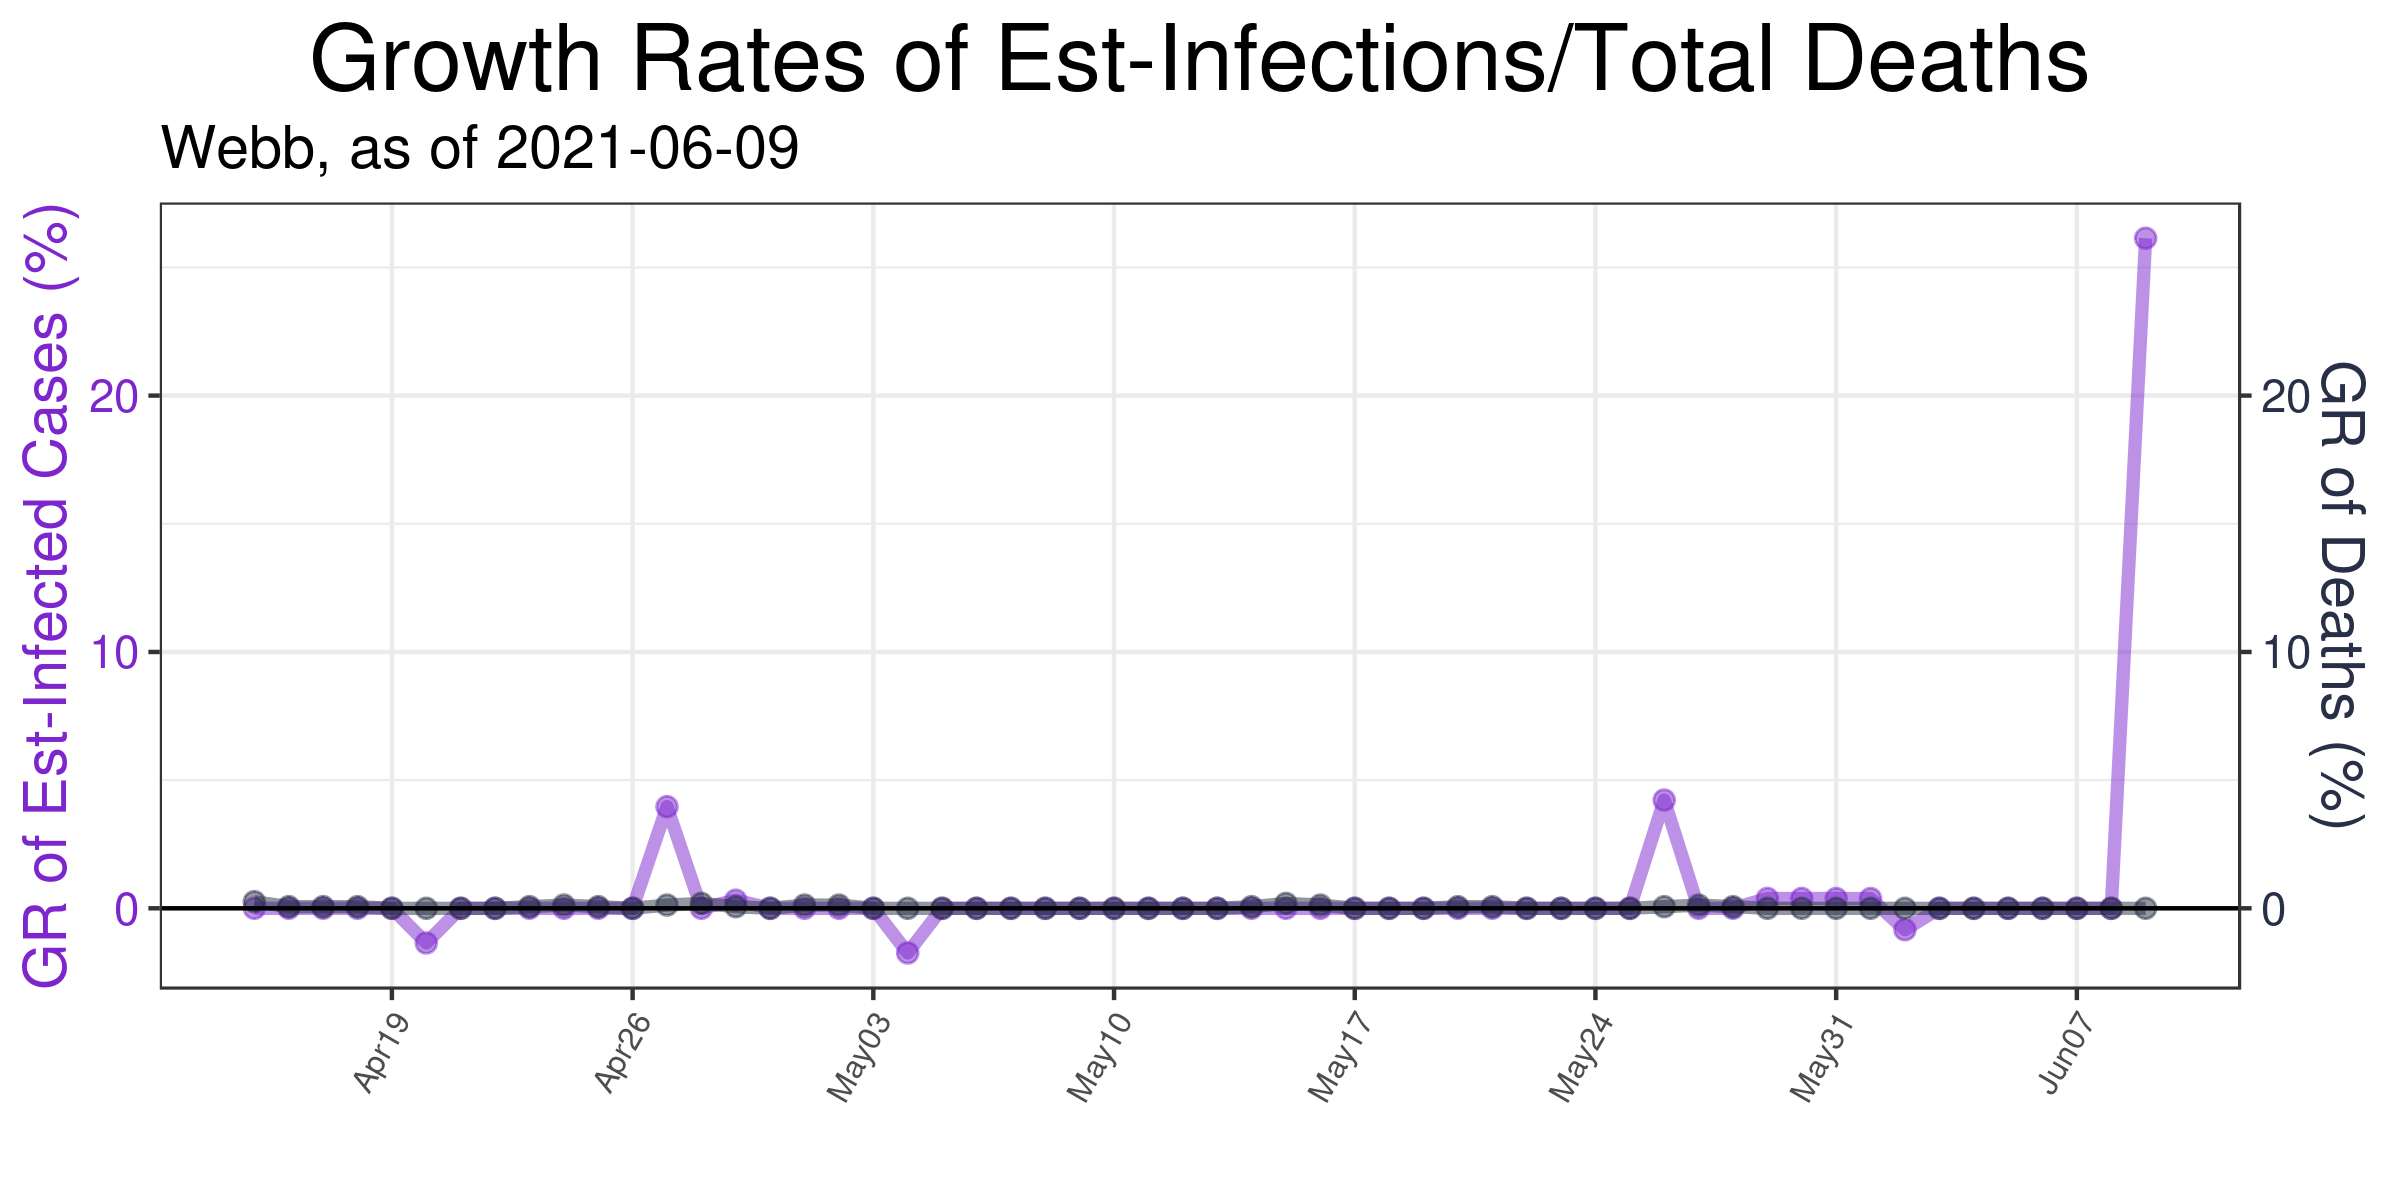 Growth Rates of Est-Infections/Total Deaths
Webb, as of 2021-06-09
GR of Est-Infected Cases (%)
20
10
0
20
10
0
GR of Deaths (%)
Apr19
Apr26
May03
May10
May17
May24
May31
Jun07